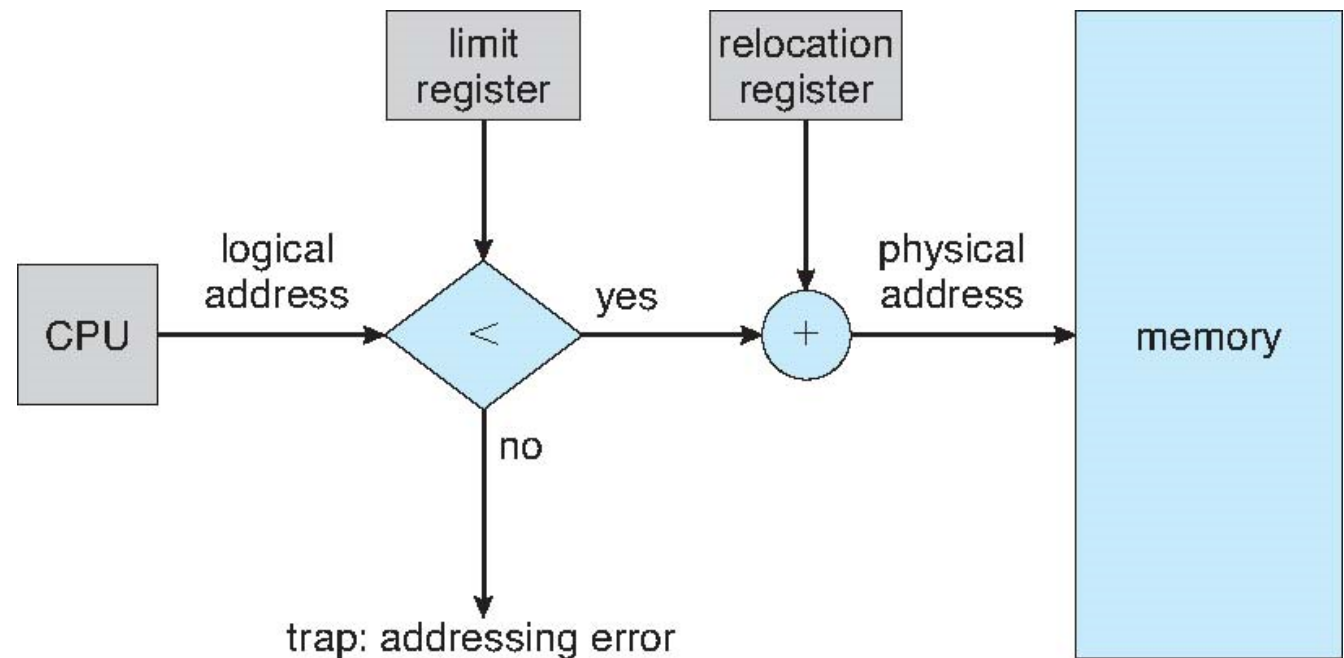 limit
register
relocation
register
logical
address
yes
physical
address
CPU
<
+
memory
no
trap: addressing error